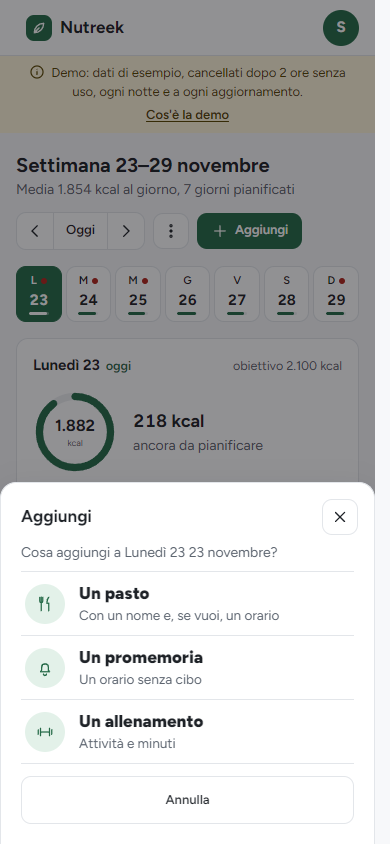 Nutreek
S
Demo: dati di esempio, cancellati dopo 2 ore senza
uso, ogni notte e a ogni aggiornamento.
Cos'è la demo
Settimana 23–29 novembre
Media 1.854 kcal al giorno, 7 giorni pianificati
Oggi
Aggiungi
L M M G V S D
23 24 25 26 27 28 29
Lunedì 23 oggi
obiettivo 2.100 kcal
1.882
kcal
218 kcal
ancora da pianificare
Aggiungi
Cosa aggiungi a Lunedì 23 23 novembre?
Un pasto
Con un nome e, se vuoi, un orario
Un promemoria
Un orario senza cibo
Un allenamento
Attività e minuti
Annulla